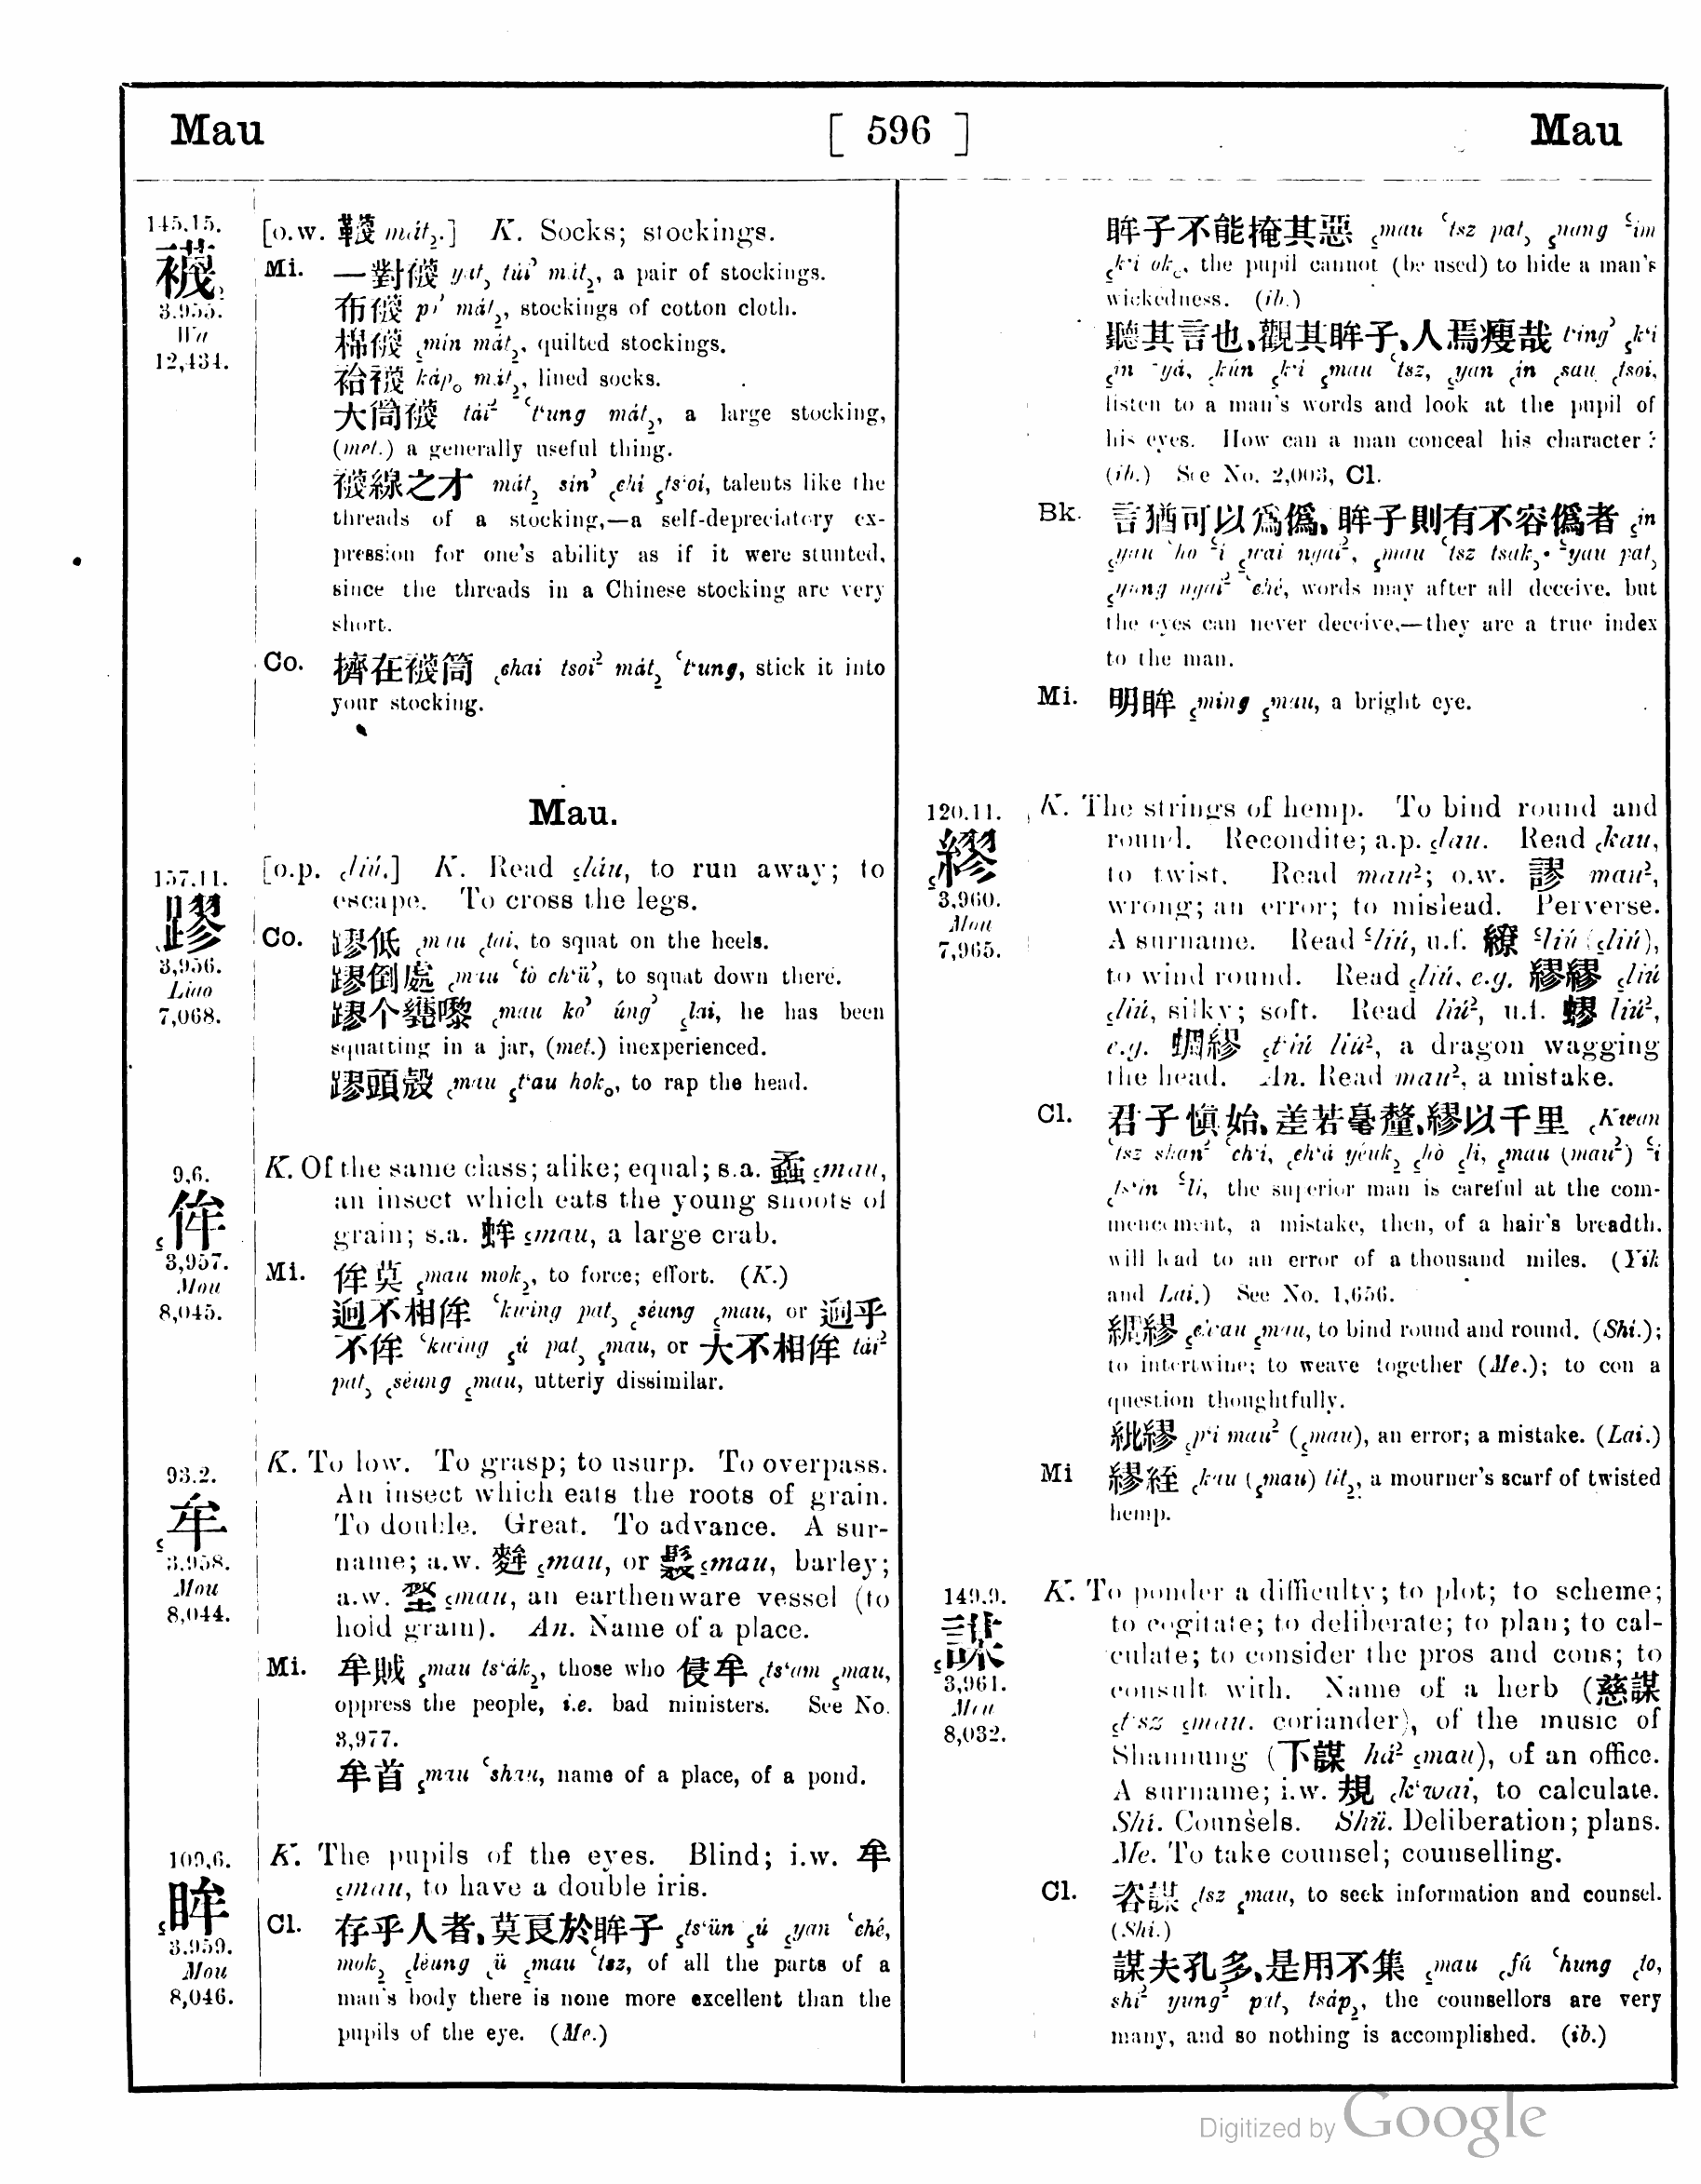 Mau [ 596 ] Mau
145,15.
襪
3,955.
Wa
12,434.
[o.w. 韈 mát꜇.] K. Socks; stockings.
Mi. 一對襪 yat꜆ túi꜄ mát꜇, a pair of stockings.
布襪 pò꜄ mát꜇, stockings of cotton cloth.
棉襪 ꜁min mát꜇, quilted stockings.
袷襪 káp꜀ mát꜇, lined socks.
大筒襪 tái² ꜂t‘ung mát꜇, a large stocking,
(met.) a generally useful thing.
襪線之才 mát꜇ sin꜄ ꜀chi ꜁ts‘oi, talents like the
threads of a stocking,—a self-depreciatory ex-
pression for one's ability as if it were stunted,
since the threads in a Chinese stocking are very
short.
Co. 擠在襪筒 ꜀chai tsoi² mát꜇ ꜂t‘ung, stick it into
your stocking.
Mau.
157.11.
蹘
3,956.
Liao
7,068.
[o.p. ꜀liú.] K. Read ꜁láu, to run away; to
escape. To cross the legs.
Co. 蹘低 ꜀mau ꜀tai, to squat on the heels.
蹘倒處 ꜀mau ꜂tò ch‘ü꜄, to squat down there.
蹘个甕嚟 ꜀mau ko꜄ úng꜄ ꜁lai, he has been
squatting in a jar, (met.) inexperienced.
蹘頭殼 ꜀mau ꜁t‘au hok꜀, to rap the head.
9,6.
侔
3,957.
Mou
8,045.
K. Of the same class; alike; equal; s.a. 蟊 ꜁mau,
an insect which eats the young shoots of
grain; s.a. 蛑 ꜁mau, a large crab.
Mi. 侔莫 ꜁mau mok꜇, to force; effort. (K.)
迥不相侔 ꜂kwing pat꜆ ꜀séung ꜁mau, or 迥乎
不侔 ꜂kwing ꜁ú pat꜆ ꜁mau, or 大不相侔 tái²
pat꜆ ꜀séung ꜁mau, utterly dissimilar.
93.2.
牟
3,958.
Mou
8,044.
K. To low. To grasp; to usurp. To overpass.
An insect which eats the roots of grain.
To double. Great. To advance. A sur-
name; a.w. 麰 ꜁mau, or 鬏 ꜁mau, barley;
a.w. 堥 ꜁mau, an earthenware vessel (to
hold grain). An. Name of a place.
Mi. 牟賊 ꜁mau ts‘ák꜇, those who 侵牟 ꜀ts‘am ꜁mau,
oppress the people, i.e. bad ministers. See No.
3,977.
牟首 ꜁mau ꜂shau, name of a place, of a pond.
109,6.
眸
3,959.
Mou
8,046.
K. The pupils of the eyes. Blind; i.w. 牟
꜁mau, to have a double iris.
Cl. 存乎人者,莫良於眸子 ꜁ts‘ün ꜁ú ꜁yan ꜂ché,
mok꜇ ꜁léung ꜀ü ꜁mau ꜂tsz, of all the parts of a
man's body there is none more excellent than the
pupils of the eye. (Me.)
眸子不能掩其惡 ꜁mau ꜂tsz pat꜆ ꜁nang ꜂im
꜁k‘i ok꜀, the pupil cannot (be used) to hide a man's
wickedness. (ib.)
聽其言也,觀其眸子,人焉廋哉 t‘ing꜄ ꜁k‘i
꜁in ꜃yá, ꜀kún ꜁k‘i ꜁mau ꜂tsz, ꜁yan ꜀in ꜀sau ꜀tsoi,
listen to a man's words and look at the pupil of
his eyes. How can a man conceal his character?
(ib.) See No. 2,003, Cl.
Bk. 言猶可以爲僞,眸子則有不容僞者 ꜁in
꜁yau ꜂ho ꜃i ꜁wai ngai², ꜁mau ꜂tsz tsak꜆ ꜃yau pat꜆
꜁yung ngai² ꜂ché, words may after all deceive, but
the eyes can never deceive,—they are a true index
to the man.
Mi. 明眸 ꜁ming ꜁mau, a bright eye.
120.11.
繆
3,960.
Mou
7,965.
K. The strings of hemp. To bind round and
round. Recondite; a.p. ꜁lau. Read ꜀kau,
to twist. Read mau²; o.w. 謬 mau²,
wrong; an error; to mislead. Perverse.
A surname. Read ꜃liú, u.f. 繚 ꜃liú (꜁liú),
to wind round. Read ꜁liú, e.g. 繆繆 ꜁liú
꜁liú, silky; soft. Read liú², u.f. 蟉 liú²,
e.g. 蜩繆 ꜁t‘iú liú², a dragon wagging
the head. An. Read mau², a mistake.
Cl. 君子愼始,差若毫釐,繆以千里 ꜀Kwan
꜂tsz shan² ꜂ch‘i, ꜀ch‘á yéuk꜇ ꜁hò ꜁li, ꜁mau (mau²) ꜃i
꜀ts‘in ꜃li, the superior man is careful at the com-
mencement, a mistake, then, of a hair's breadth,
will lead to an error of a thousand miles. (Yik
and Lai.) See No. 1,656.
綢繆 ꜁ch‘au ꜁mau, to bind round and round. (Shi.);
to intertwine; to weave together (Me.); to con a
question thoughtfully.
紕繆 ꜀p‘i mau² (꜁mau), an error; a mistake. (Lai.)
Mi 繆絰 ꜀kau (꜁mau) tit꜇, a mourner's scarf of twisted
hemp.
149.9.
謀
3,961.
Mou
8,032.
K. To ponder a difficulty; to plot; to scheme;
to cogitate; to deliberate; to plan; to cal-
culate; to consider the pros and cons; to
consult with. Name of a herb (慈謀
꜁t‘sz ꜁mau. coriander), of the music of
Shannung (下謀 há² ꜁mau), of an office.
A surname; i.w. 規 ꜀k‘wai, to calculate.
Shi. Counsels. Shü. Deliberation; plans.
Me. To take counsel; counselling.
Cl. 咨謀 ꜀tsz ꜁mau, to seek information and counsel.
(Shi.)
謀夫孔多,是用不集 ꜁mau ꜀fú ꜂hung ꜀to,
shi² yung² pat꜆ tsáp꜇, the counsellors are very
many, and so nothing is accomplished. (ib.)
Digitized by Google